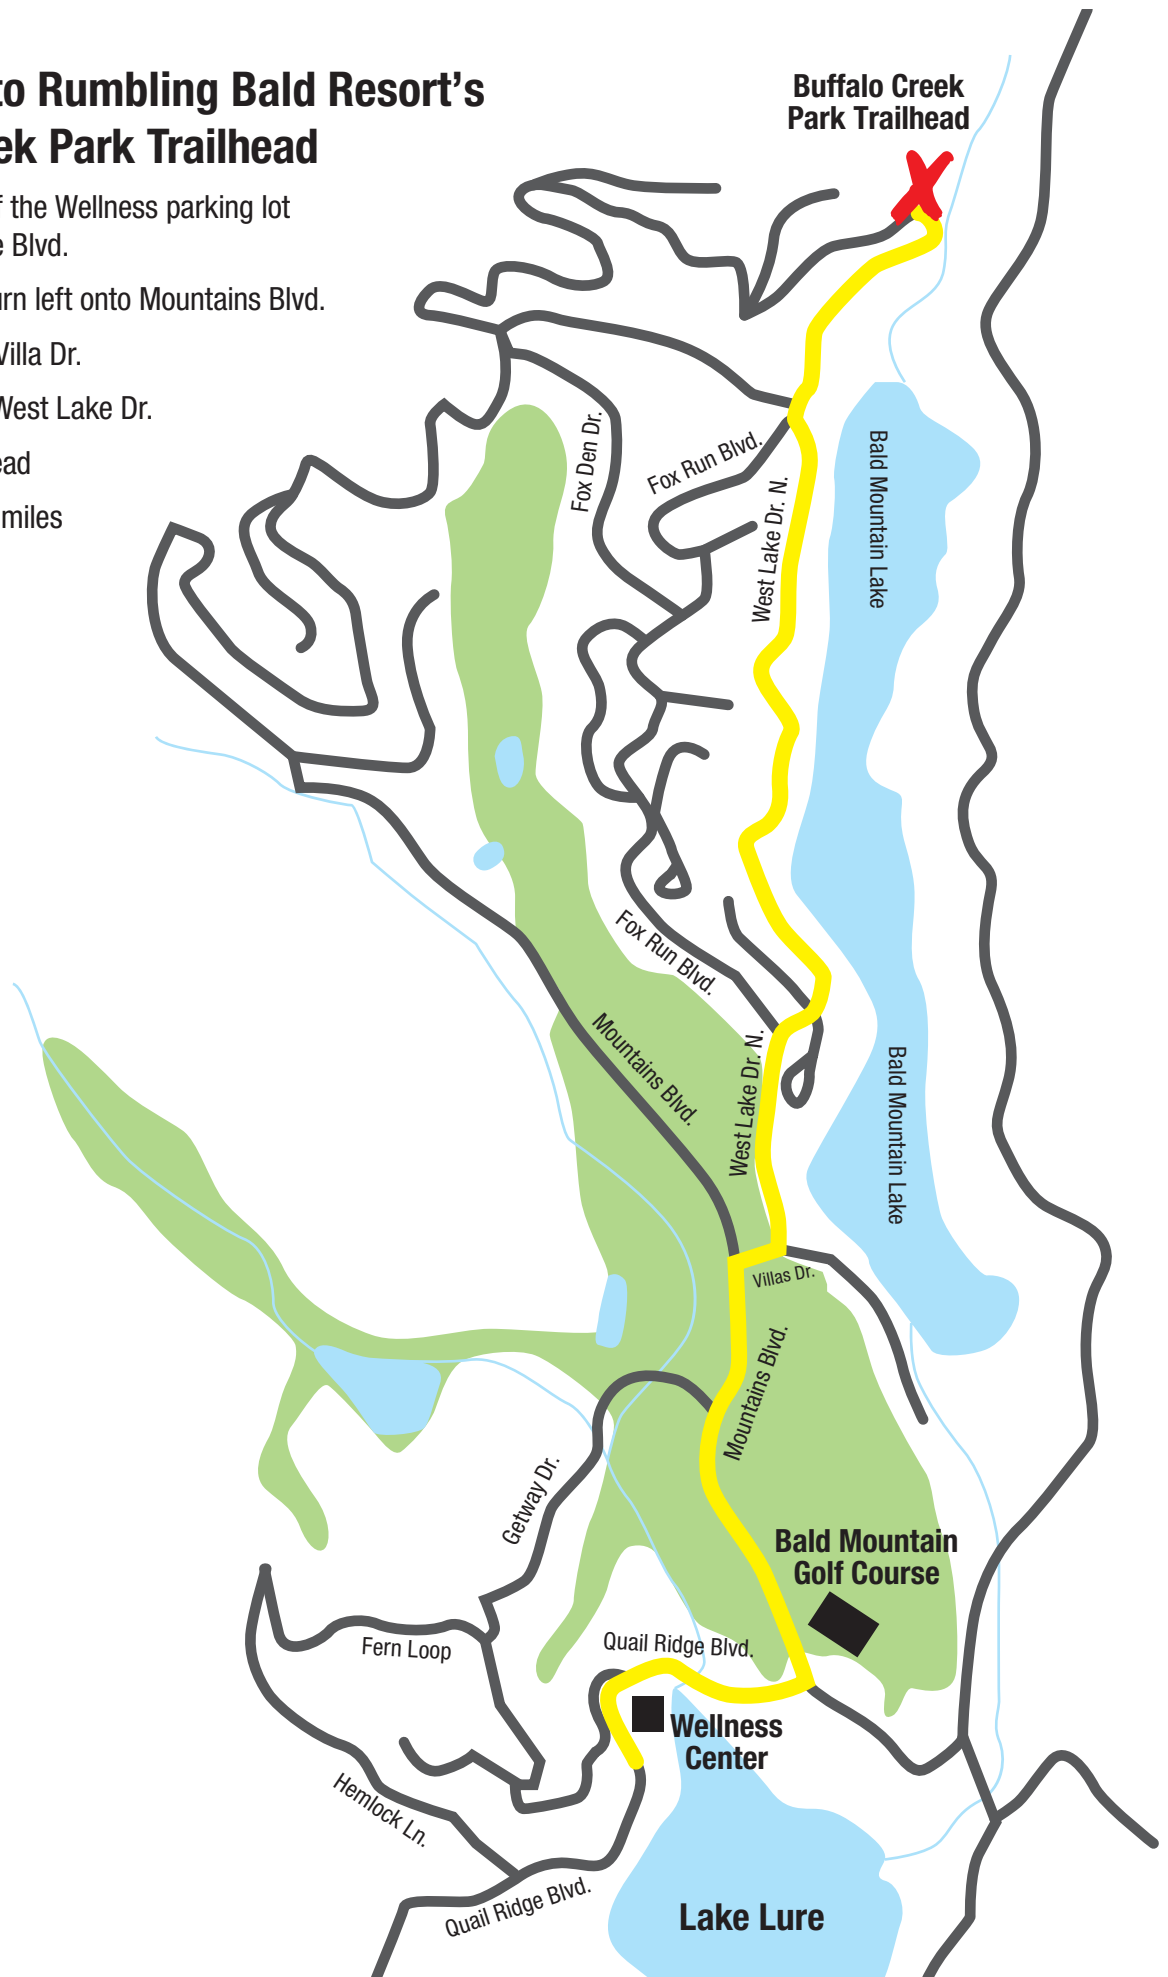 to Rumbling Bald Resort's
ek Park Trailhead
f the Wellness parking lot
e Blvd.
urn left onto Mountains Blvd.
Villa Dr.
West Lake Dr.
ead
miles
Buffalo Creek
Park Trailhead
Fox Den Dr.
Fox Run Blvd.
West Lake Dr. N.
Bald Mountain Lake
Fox Run Blvd.
Mountains Blvd.
West Lake Dr. N.
Bald Mountain Lake
Villas Dr.
Mountains Blvd.
Getway Dr.
Bald Mountain
Golf Course
Fern Loop
Quail Ridge Blvd.
Wellness
Center
Hemlock Ln.
Quail Ridge Blvd.
Lake Lure